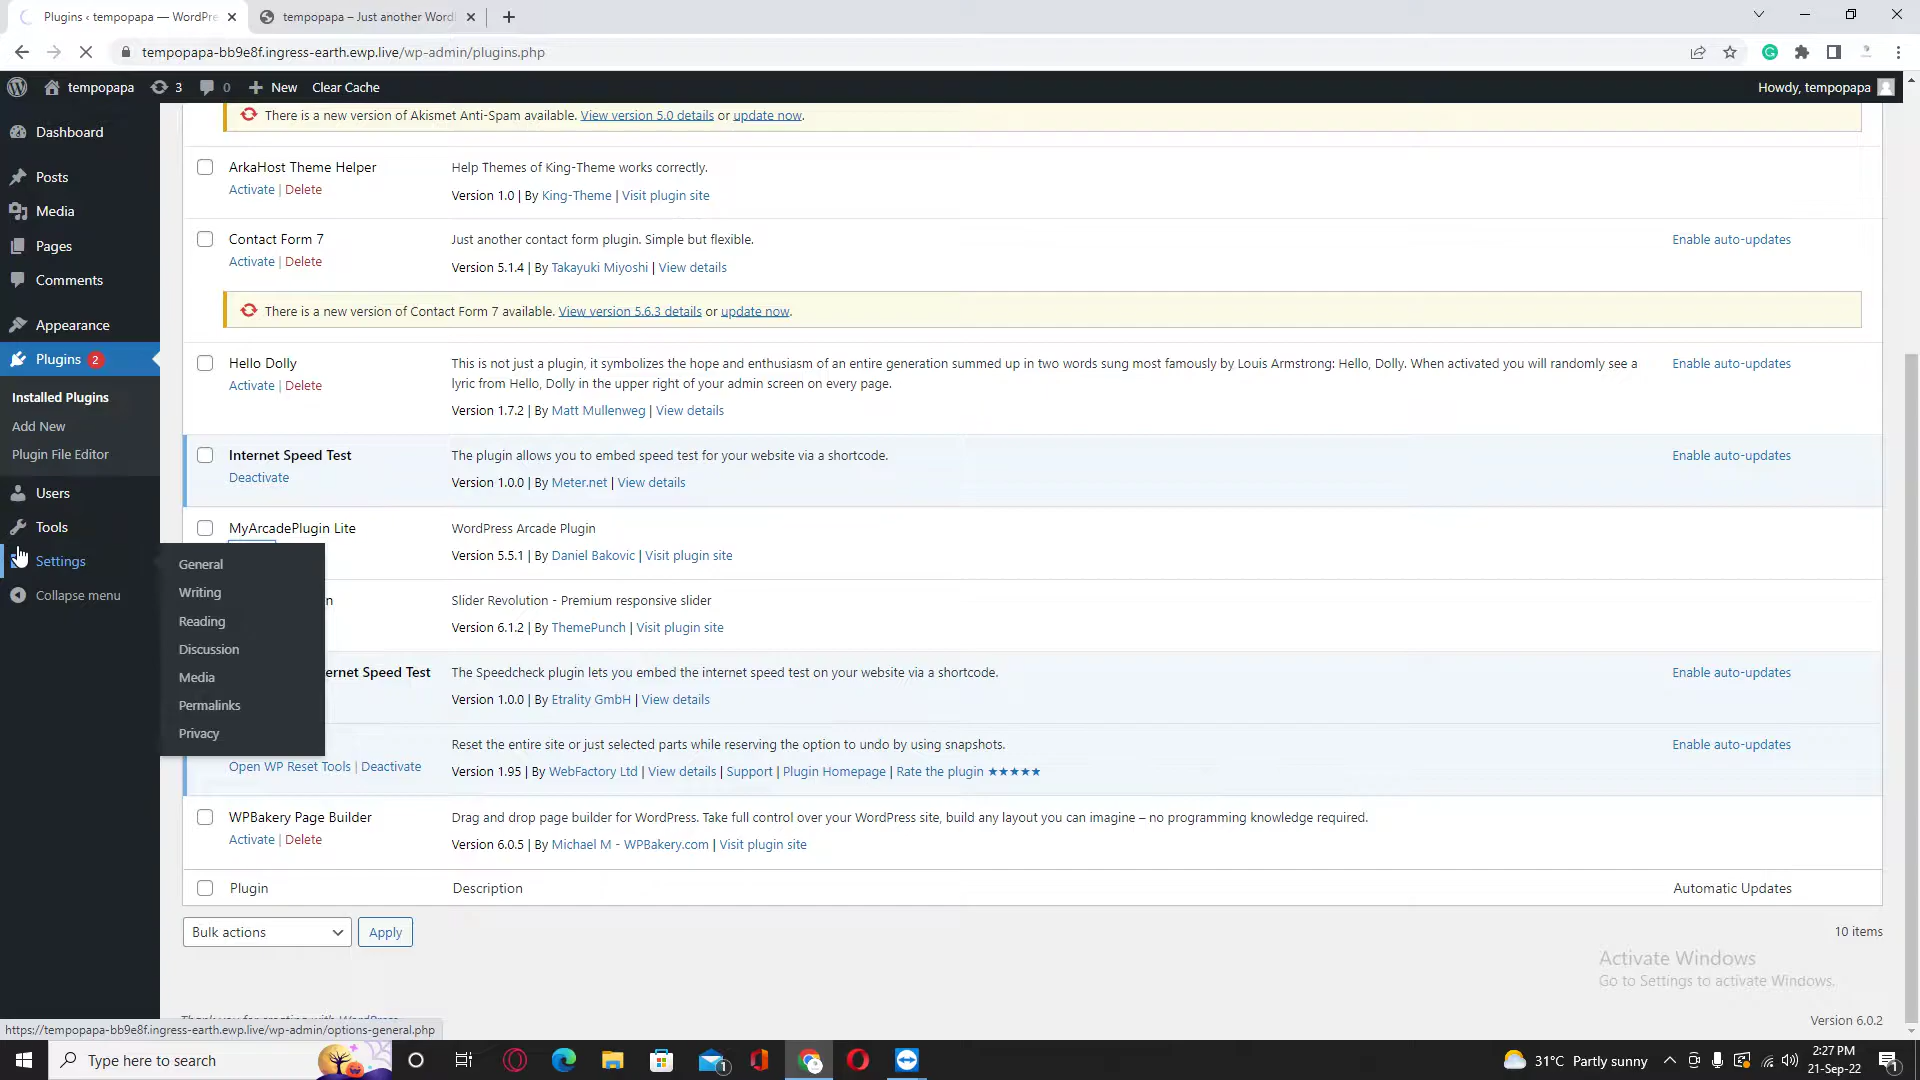 Plugins ‹ tempopapa — WordPre
tempopapa – Just another Word
tempopapa-bb9e8f.ingress-earth.ewp.live/wp-admin/plugins.php
tempopapa 3 0 New Clear Cache Howdy, tempopapa
Dashboard
Posts
Media
Pages
Comments
Appearance
Plugins 2
Installed Plugins
Add New
Plugin File Editor
Users
Tools
Settings
Collapse menu
General
Writing
Reading
Discussion
Media
Permalinks
Privacy
There is a new version of Akismet Anti-Spam available. View version 5.0 details or update now.
ArkaHost Theme Helper
Activate | Delete
Help Themes of King-Theme works correctly.
Version 1.0 | By King-Theme | Visit plugin site
Contact Form 7
Activate | Delete
Just another contact form plugin. Simple but flexible.
Version 5.1.4 | By Takayuki Miyoshi | View details
Enable auto-updates
There is a new version of Contact Form 7 available. View version 5.6.3 details or update now.
Hello Dolly
Activate | Delete
This is not just a plugin, it symbolizes the hope and enthusiasm of an entire generation summed up in two words sung most famously by Louis Armstrong: Hello, Dolly. When activated you will randomly see a
lyric from Hello, Dolly in the upper right of your admin screen on every page.
Version 1.7.2 | By Matt Mullenweg | View details
Enable auto-updates
Internet Speed Test
Deactivate
The plugin allows you to embed speed test for your website via a shortcode.
Version 1.0.0 | By Meter.net | View details
Enable auto-updates
MyArcadePlugin Lite
WordPress Arcade Plugin
Version 5.5.1 | By Daniel Bakovic | Visit plugin site
n
Slider Revolution - Premium responsive slider
Version 6.1.2 | By ThemePunch | Visit plugin site
ernet Speed Test
The Speedcheck plugin lets you embed the internet speed test on your website via a shortcode.
Version 1.0.0 | By Etrality GmbH | View details
Enable auto-updates
Open WP Reset Tools | Deactivate
Reset the entire site or just selected parts while reserving the option to undo by using snapshots.
Version 1.95 | By WebFactory Ltd | View details | Support | Plugin Homepage | Rate the plugin ★★★★★
Enable auto-updates
WPBakery Page Builder
Activate | Delete
Drag and drop page builder for WordPress. Take full control over your WordPress site, build any layout you can imagine – no programming knowledge required.
Version 6.0.5 | By Michael M - WPBakery.com | Visit plugin site
Plugin Description Automatic Updates
Bulk actions Apply 10 items
Activate Windows
Go to Settings to activate Windows.
Version 6.0.2
https://tempopapa-bb9e8f.ingress-earth.ewp.live/wp-admin/options-general.php
Type here to search
1
31°C Partly sunny
2:27 PM
21-Sep-22
1